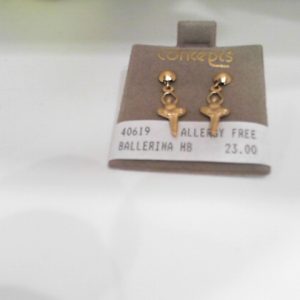 concepts
40619 ALLERGY FREE
BALLERINA HB 23.00